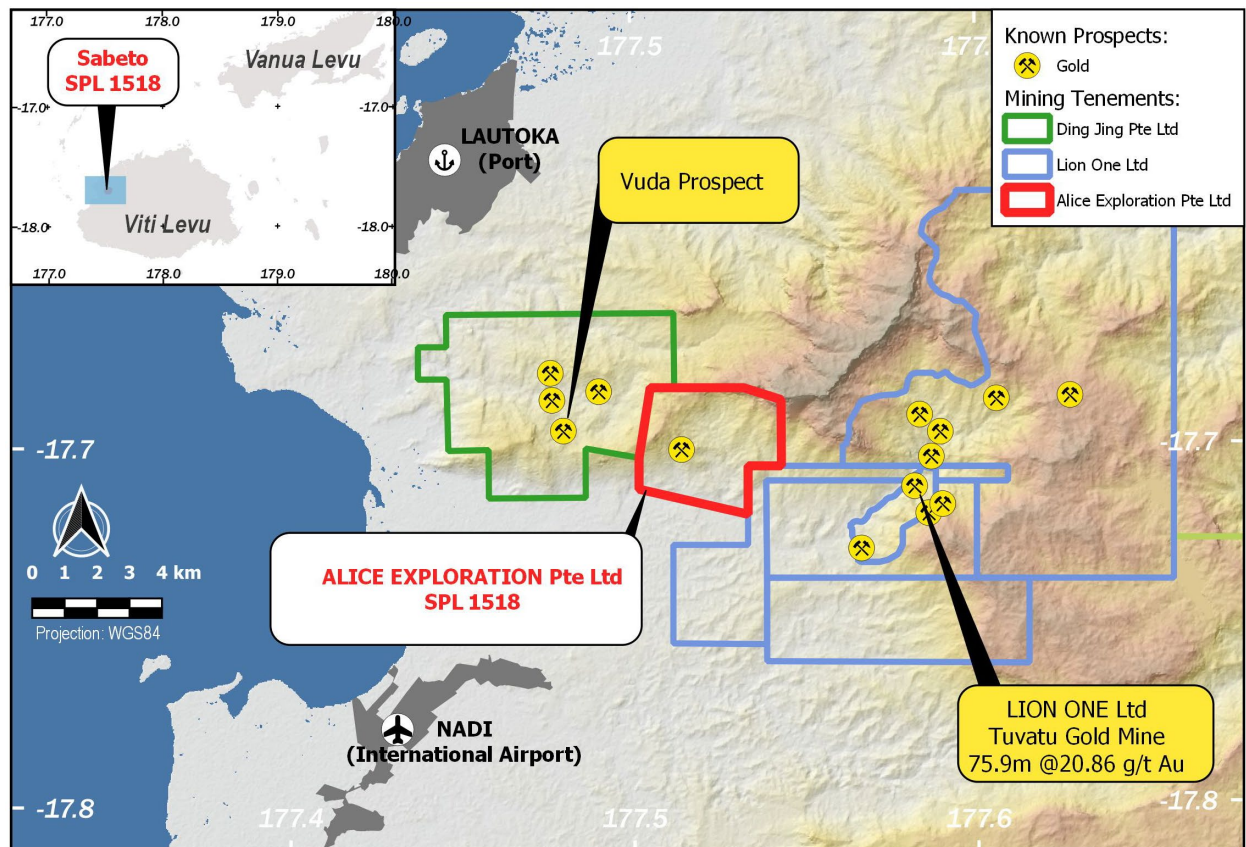 177.0
178.0
179.0
180.0
Sabeto
SPL 1518
Vanua Levu
-17.0
-17.0
Viti Levu
-18.0
-18.0
177.0
178.0
179.0
180.0
177.5
Known Prospects:
Gold
Mining Tenements:
Ding Jing Pte Ltd
Lion One Ltd
Alice Exploration Pte Ltd
LAUTOKA
(Port)
Vuda Prospect
-17.7
-17.7
0 1 2 3 4 km
Projection: WGS84
ALICE EXPLORATION Pte Ltd
SPL 1518
NADI
(International Airport)
LION ONE Ltd
Tuvatu Gold Mine
75.9m @20.86 g/t Au
-17.8
-17.8
177.4
177.5
177.6